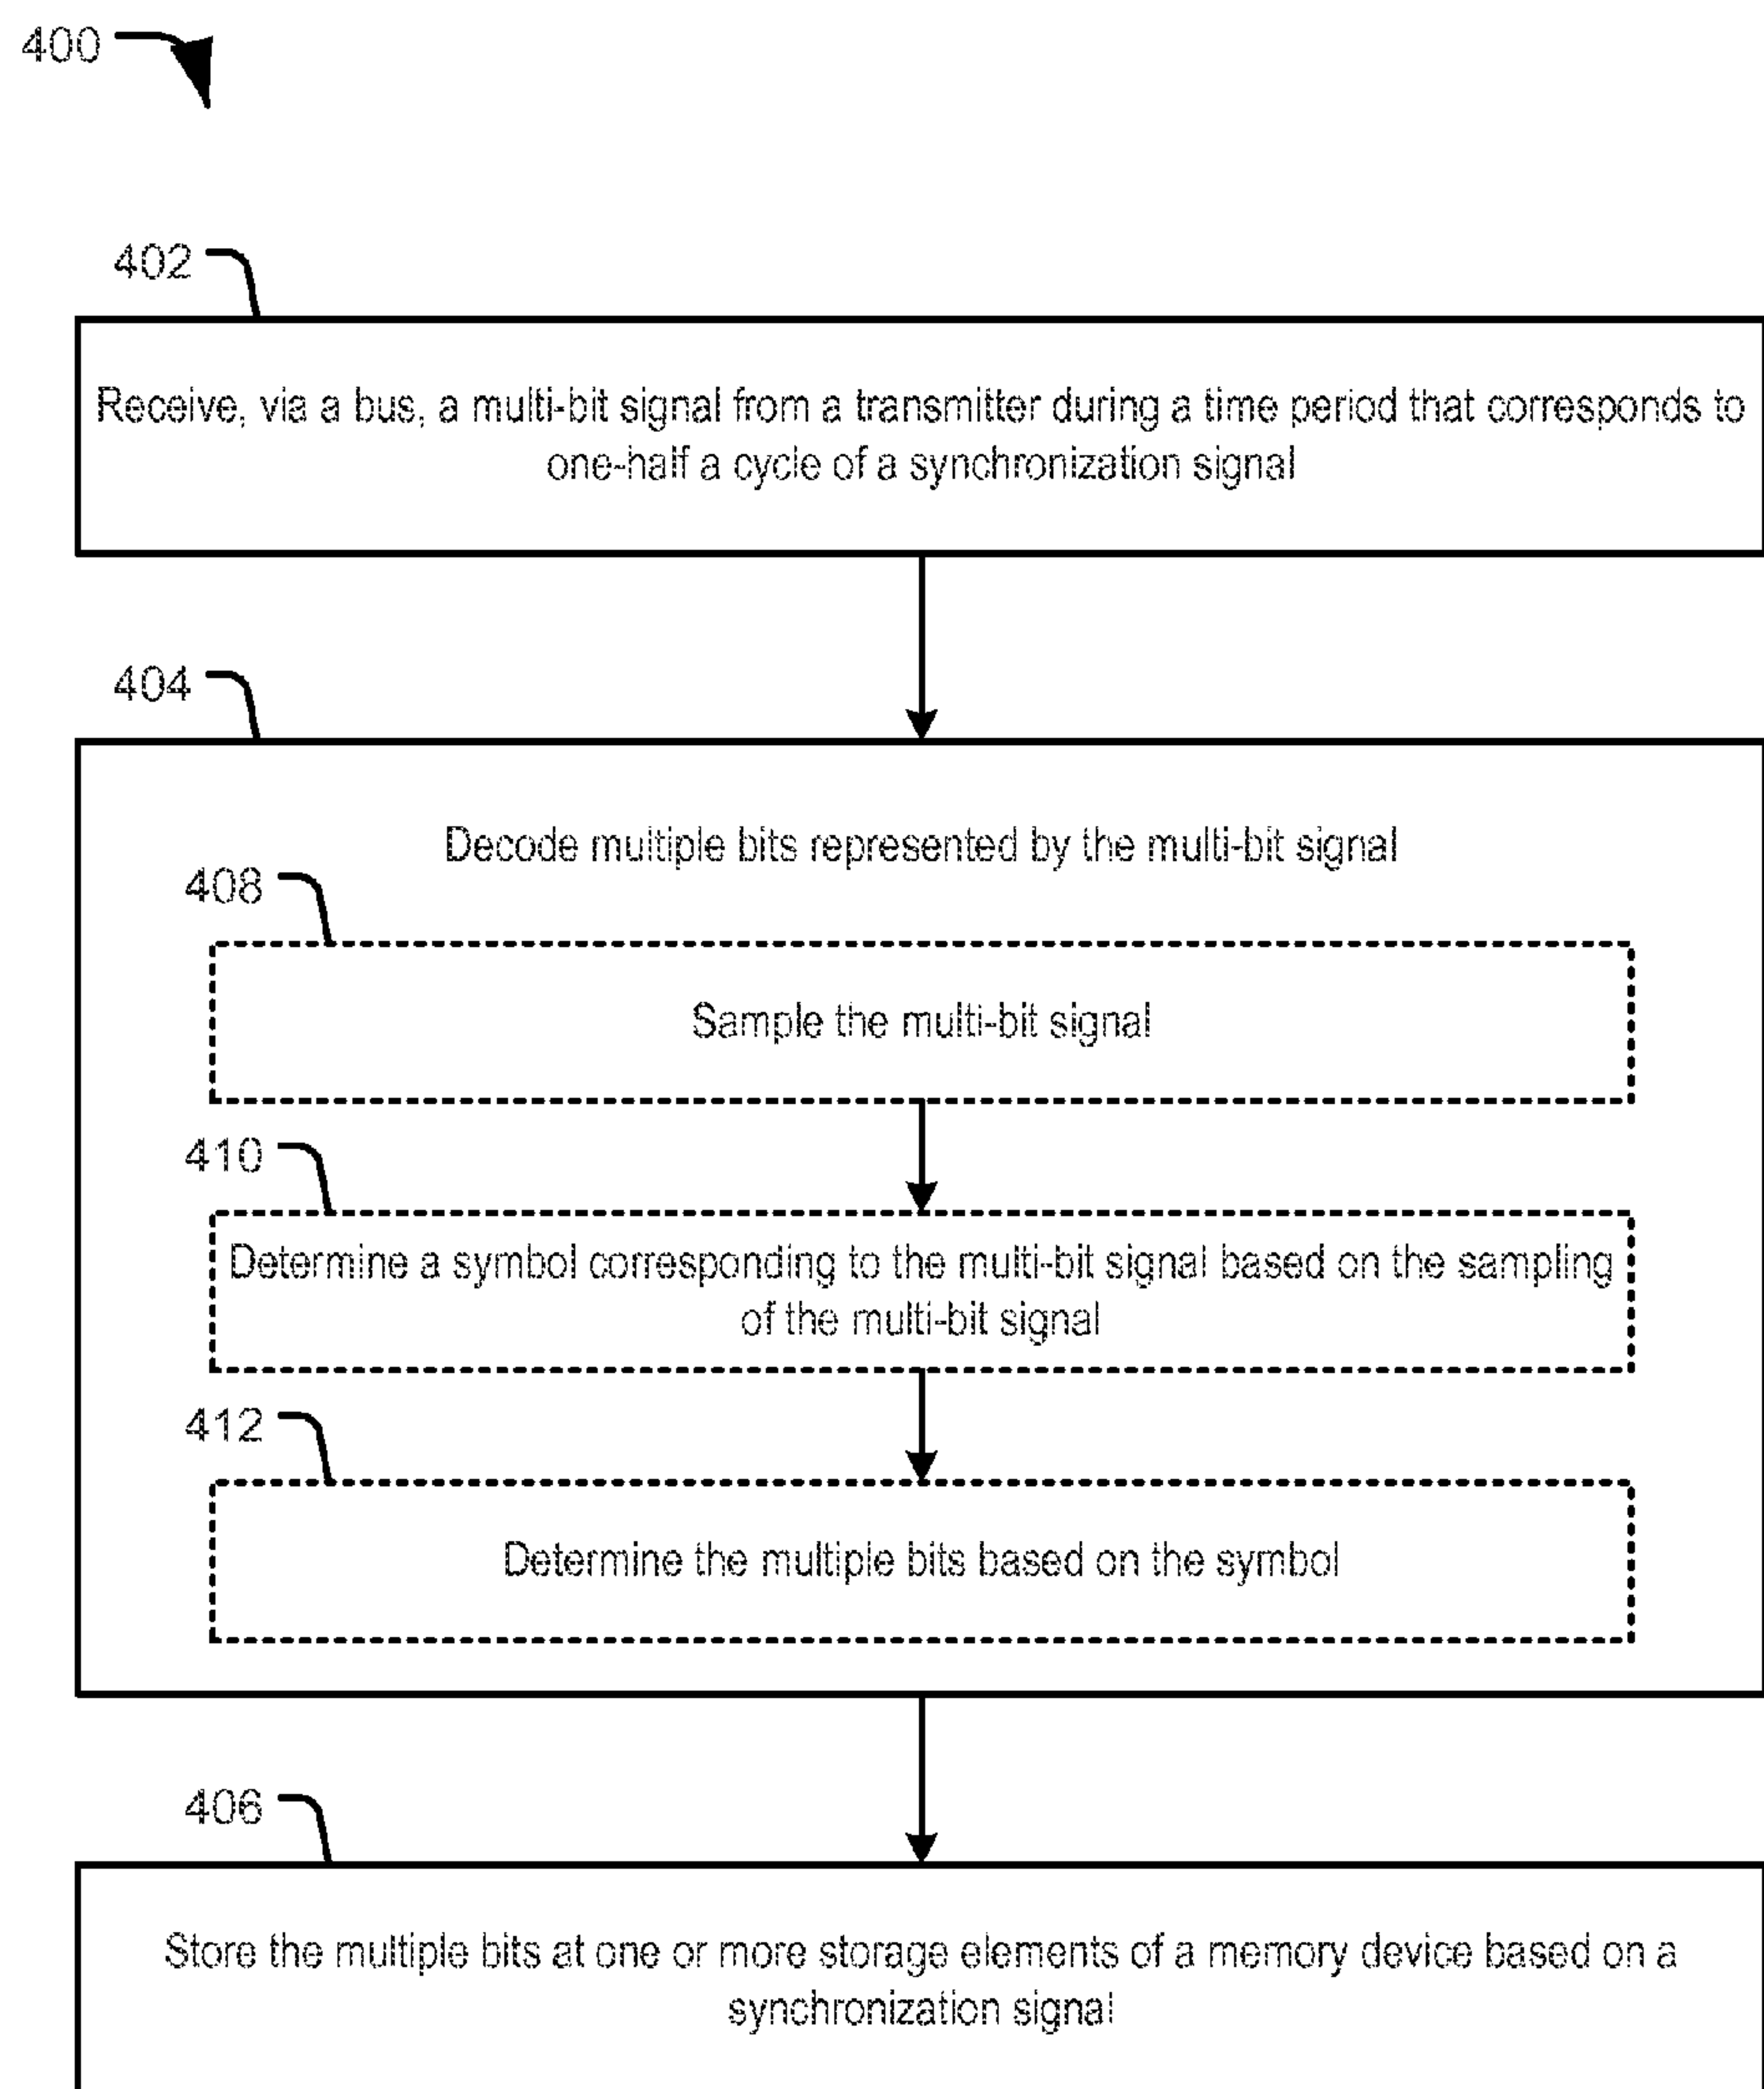 400
402
Receive, via a bus, a multi-bit signal from a transmitter during a time period that corresponds to
one-half a cycle of a synchronization signal
404
Decode multiple bits represented by the multi-bit signal
408
Sample the multi-bit signal
410
Determine a symbol corresponding to the multi-bit signal based on the sampling
of the multi-bit signal
412
Determine the multiple bits based on the symbol
406
Store the multiple bits at one or more storage elements of a memory device based on a
synchronization signal